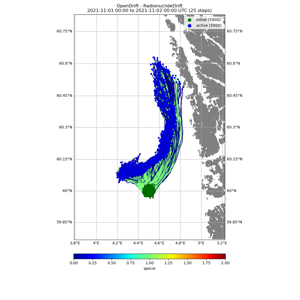 OpenDrift - RadionuclideDrift
2021-11-01 00:00 to 2021-11-02 00:00 UTC (25 steps)
initial (5000)
active (5000)
60.75°N 60.75°N
60.6°N 60.6°N
60.45°N 60.45°N
60.3°N 60.3°N
60.15°N 60.15°N
60°N 60°N
59.85°N 59.85°N
3.8°E 4°E 4.2°E 4.4°E 4.6°E 4.8°E 5°E 5.2°E
0.00 0.25 0.50 0.75 1.00 1.25 1.50 1.75 2.00
specie